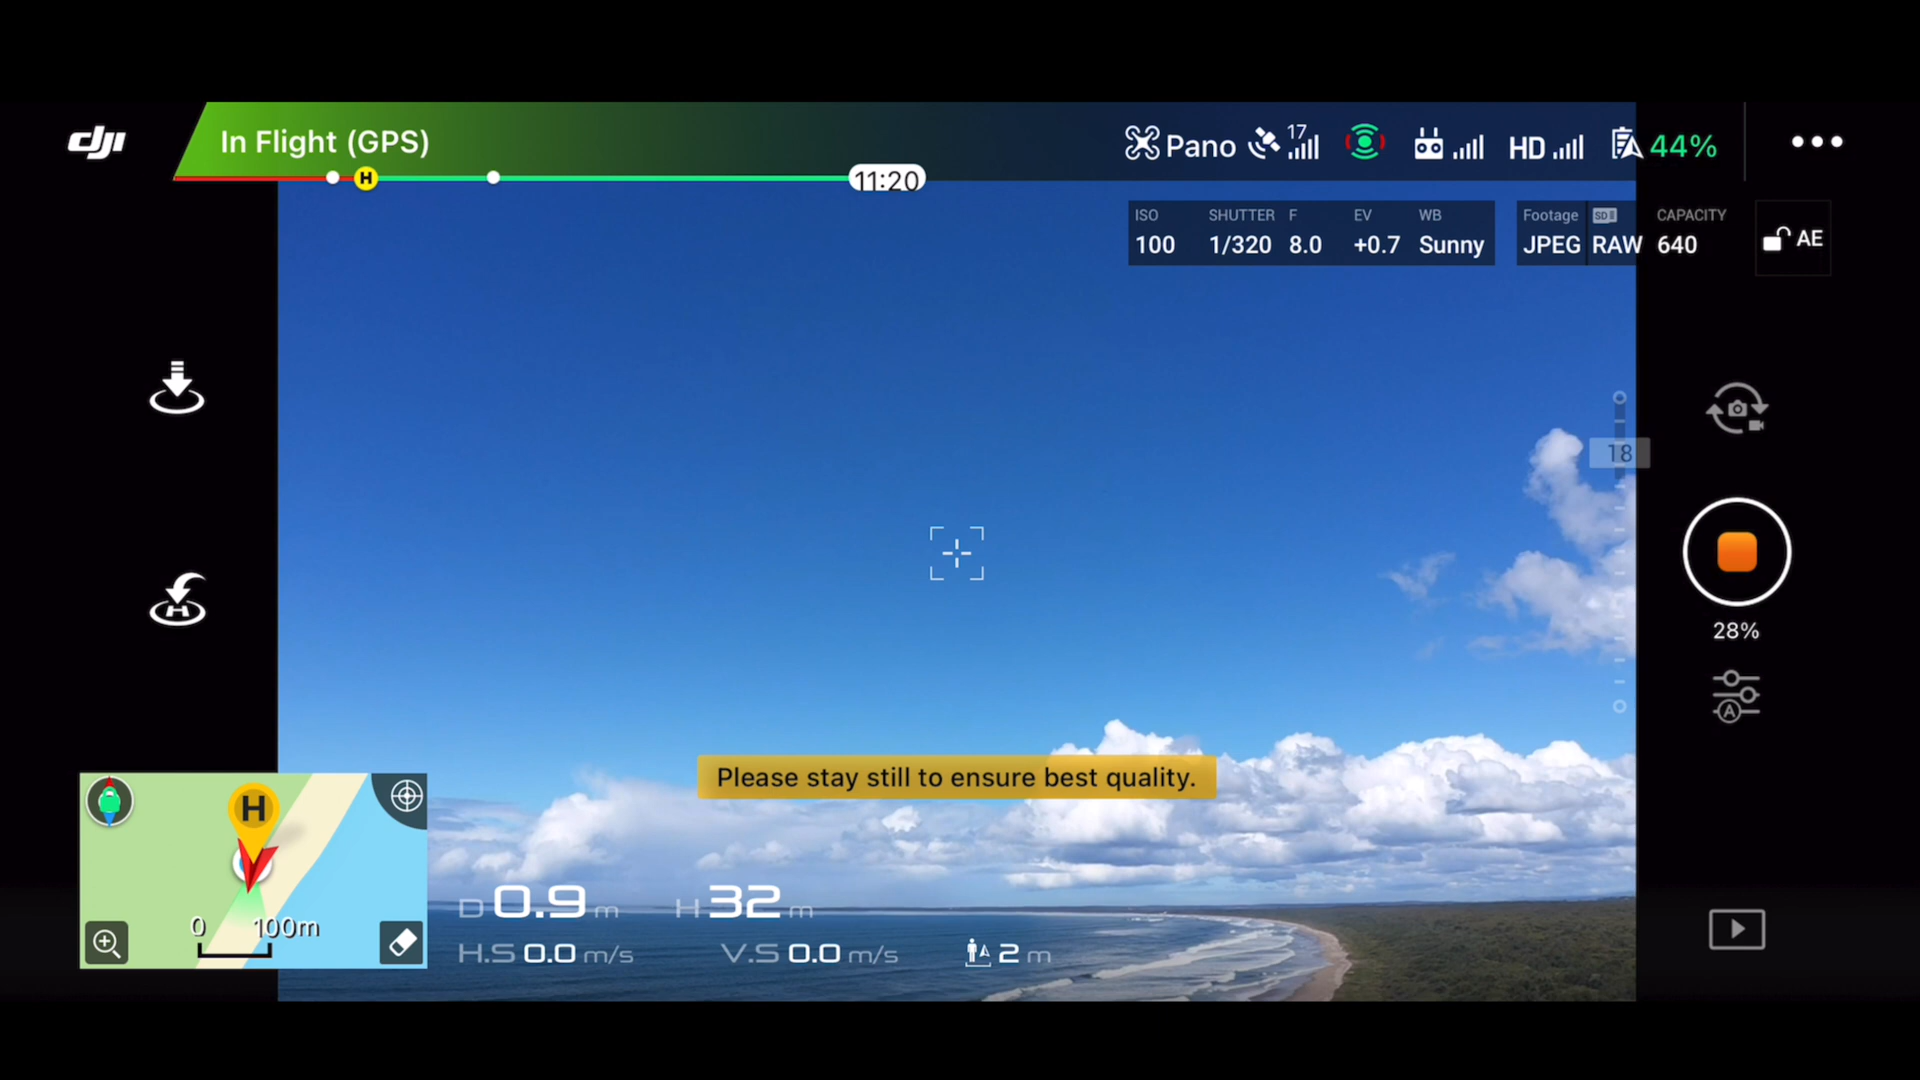 dji
In Flight (GPS)
Pano
17
HD
44%
H
11:20
ISO SHUTTER F EV WB
100 1/320 8.0 +0.7 Sunny
Footage SD CAPACITY
JPEG RAW 640
AE
18
28%
A
Please stay still to ensure best quality.
H
0 100m
D 0.9 m H 32 m
H.S 0.0 m/s V.S 0.0 m/s 2 m
H